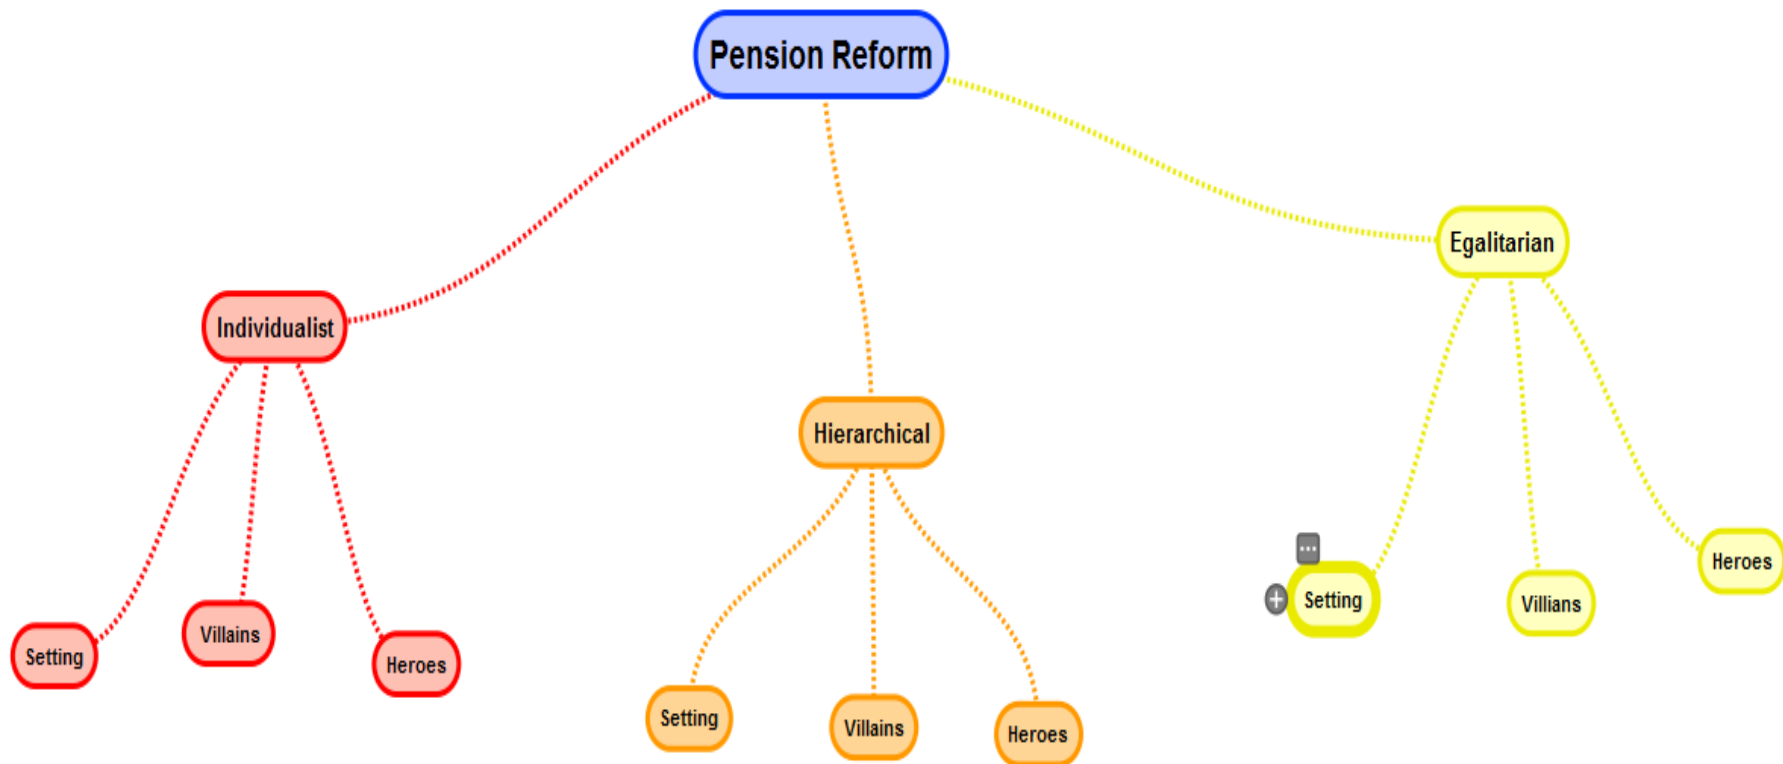 Pension Reform
Individualist
Setting
Villains
Heroes
Hierarchical
Setting
Villains
Heroes
Egalitarian
Setting
Villians
Heroes